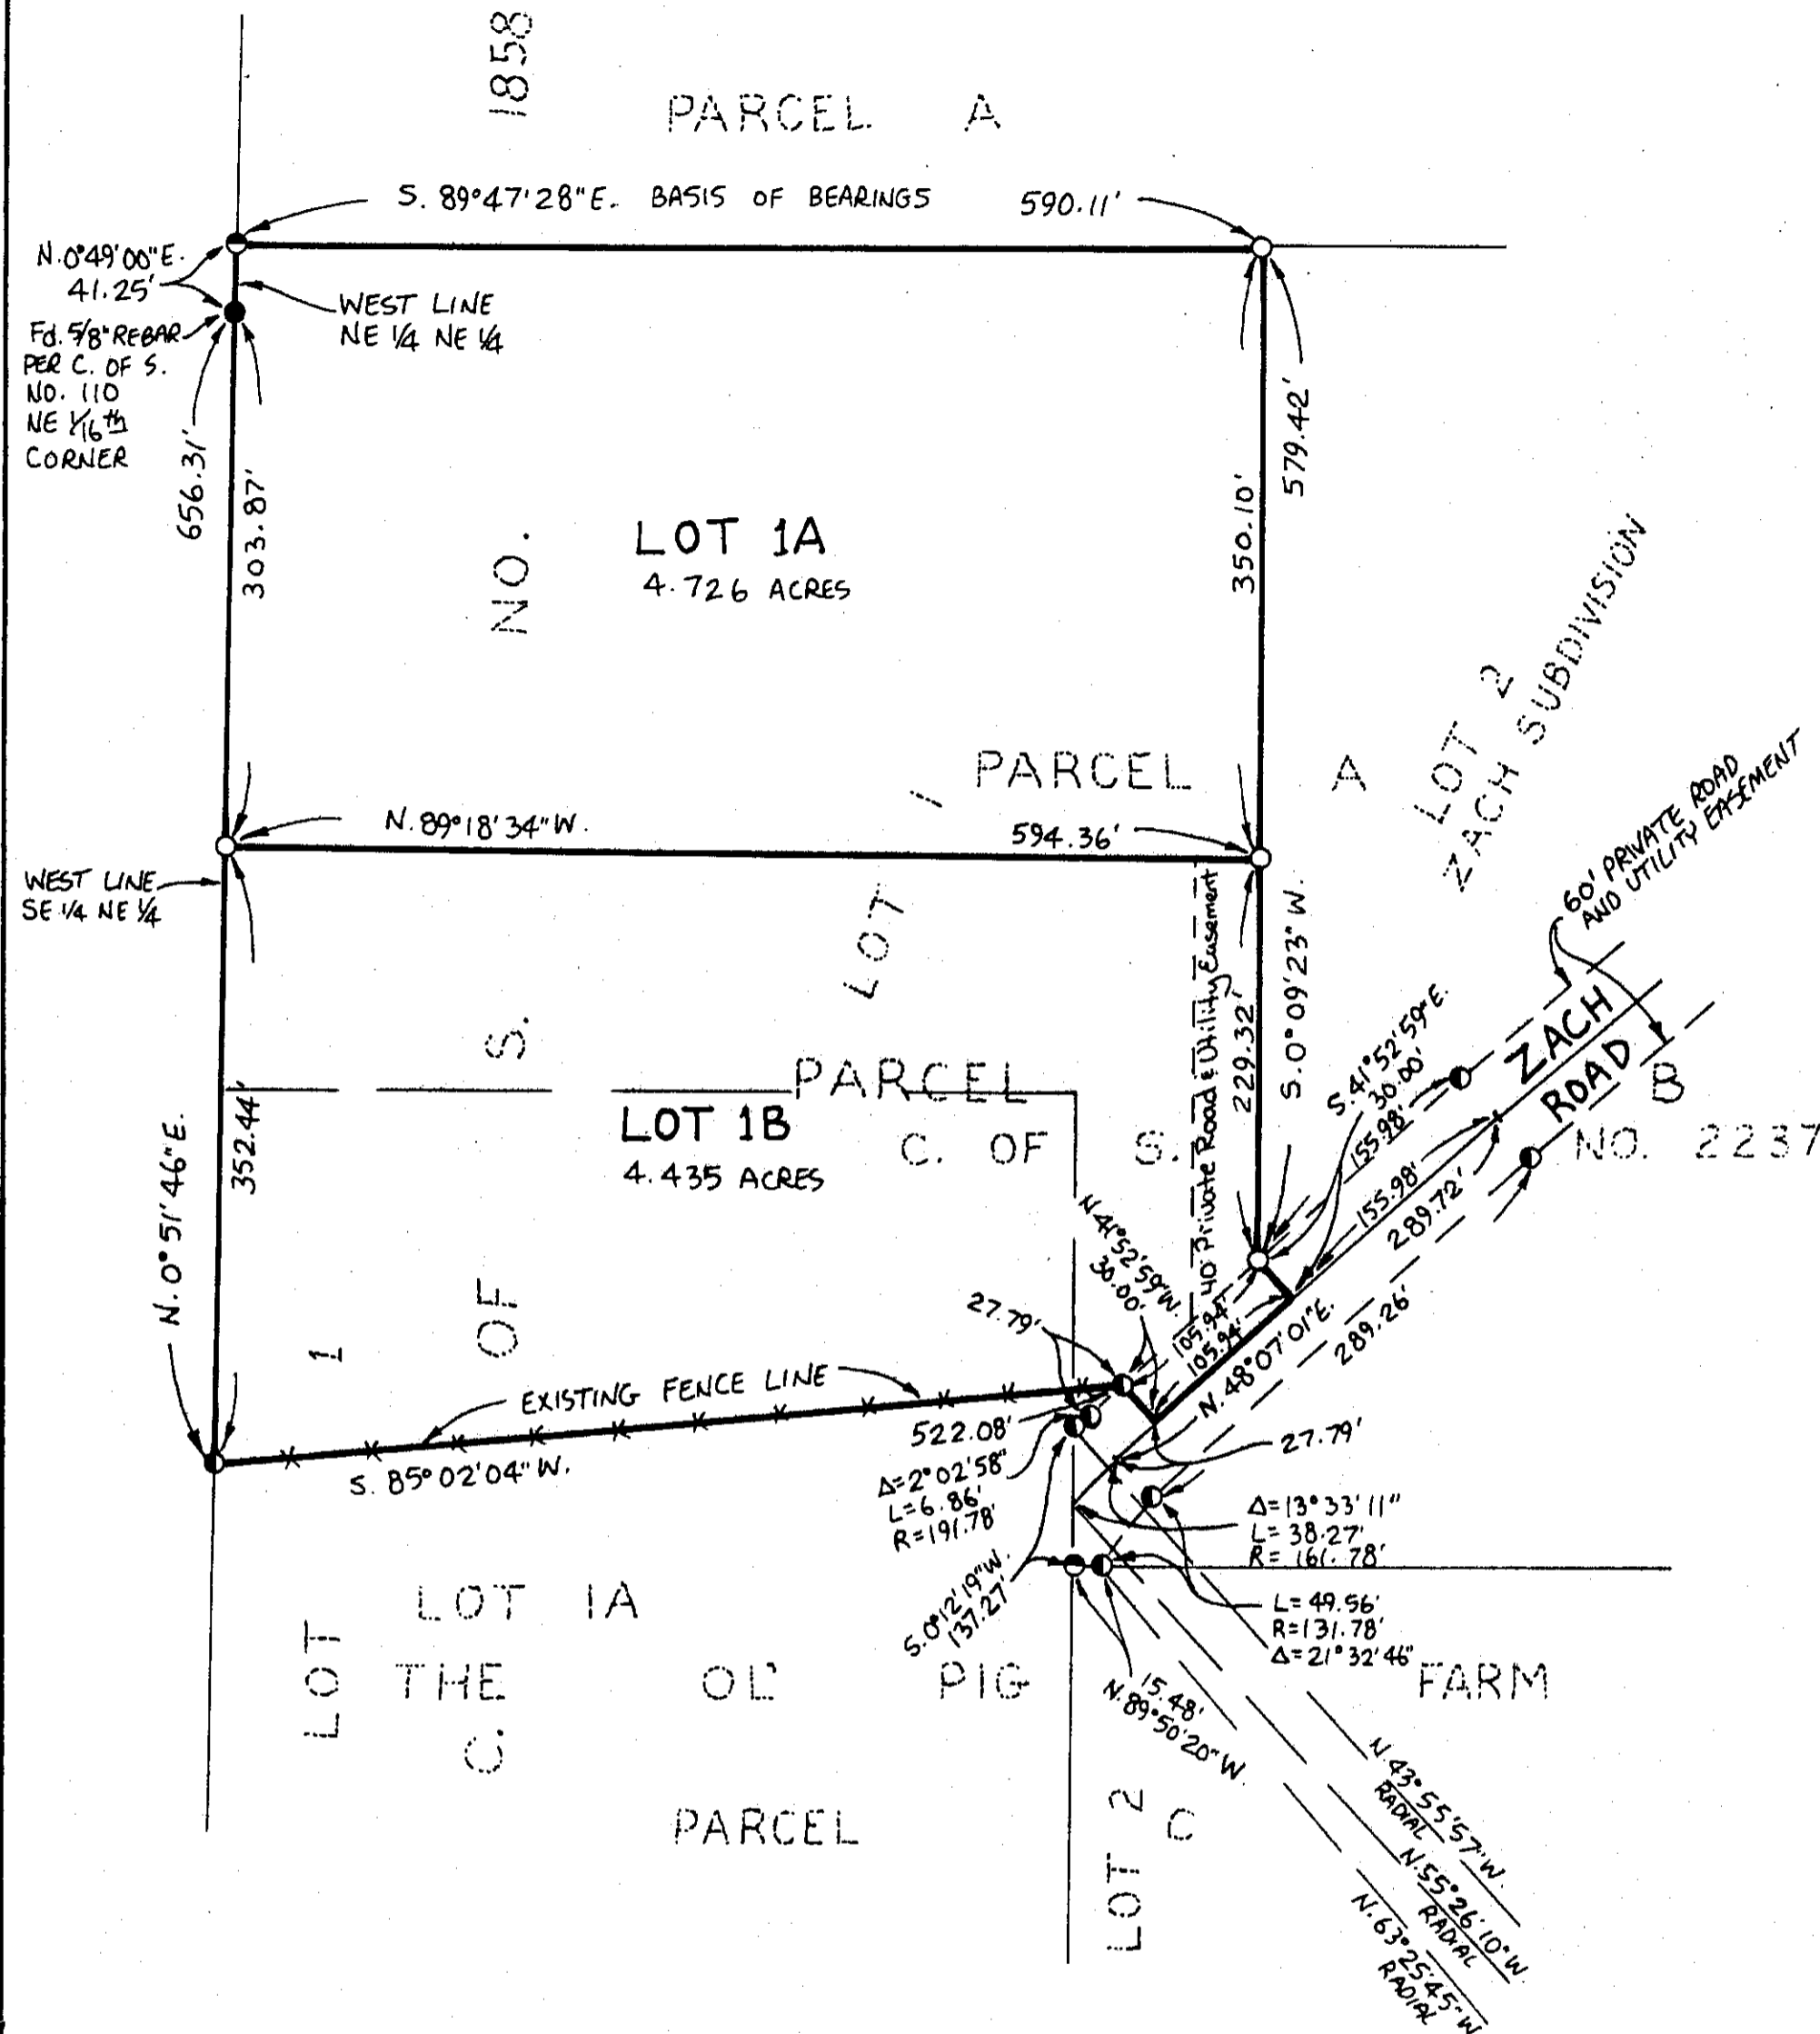 1858
PARCEL A
S. 89°47'28"E. BASIS OF BEARINGS 590.11'
N.0°49'00"E.
41.25'
WEST LINE
NE 1/4 NE 1/4
Fd. 5/8" REBAR
PER C. OF S.
NO. 110
NE 1/16th
CORNER
656.31'
303.87'
NO.
LOT 1A
4.726 ACRES
350.10'
579.42'
LOT 2
ZACH SUBDIVISION
PARCEL A
60' PRIVATE ROAD
AND UTILITY EASEMENT
N.89°18'34"W. 594.36'
WEST LINE
SE 1/4 NE 1/4
LOT 1
S.
40' Private Road & Utility Easement
229.32'
S.0°09'23"W.
S.41°52'59"E.
30.00'
155.98'
ZACH
ROAD
155.98'
289.72'
B
NO. 2237
PARCEL
LOT 1B
4.435 ACRES
C. OF S.
N.0°51'46"E.
352.44'
N.41°52'59"W.
30.00'
27.79'
105.94'
105.94'
N.48°07'01"E.
289.26'
1
OF
EXISTING FENCE LINE
S.85°02'04"W.
522.08'
27.79'
Δ=2°02'58"
L=6.86'
R=191.78'
Δ=13°33'11"
L=38.27'
R=161.78'
S.0°12'19"W.
137.27'
L=49.56'
R=131.78'
Δ=21°32'46"
15.48'
N.89°50'20"W.
LOT 1A
LOT
THE OL' PIG FARM
C.
PARCEL C
LOT 2
N.43°55'57"W.
RADIAL
N.55°26'10"W.
RADIAL
N.63°25'45"W
RADIAL